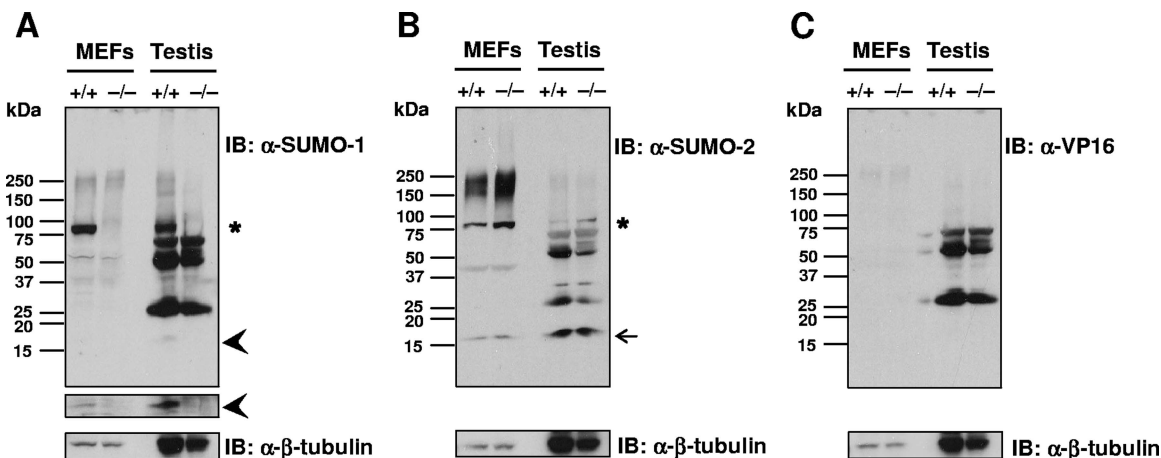 A
MEFs Testis
+/+ –/– +/+ –/–
kDa
IB: α-SUMO-1
250
150
100
75
50
37
25
20
15
*
IB: α-β-tubulin
B
MEFs Testis
+/+ –/– +/+ –/–
IB: α-SUMO-2
250
150
100
75
50
37
25
20
15
*
IB: α-β-tubulin
C
MEFs Testis
+/+ –/– +/+ –/–
kDa
IB: α-VP16
250
150
100
75
50
37
25
20
15
IB: α-β-tubulin